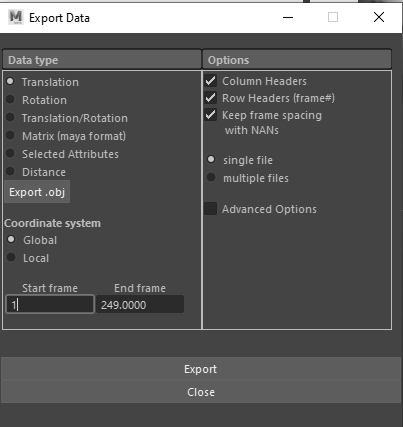 Export Data
Data type
Translation
Rotation
Translation/Rotation
Matrix (maya format)
Selected Attributes
Distance
Export .obj
Coordinate system
Global
Local
Start frame End frame
1 249.0000
Options
Column Headers
Row Headers (frame#)
Keep frame spacing
with NANs
single file
multiple files
Advanced Options
Export
Close